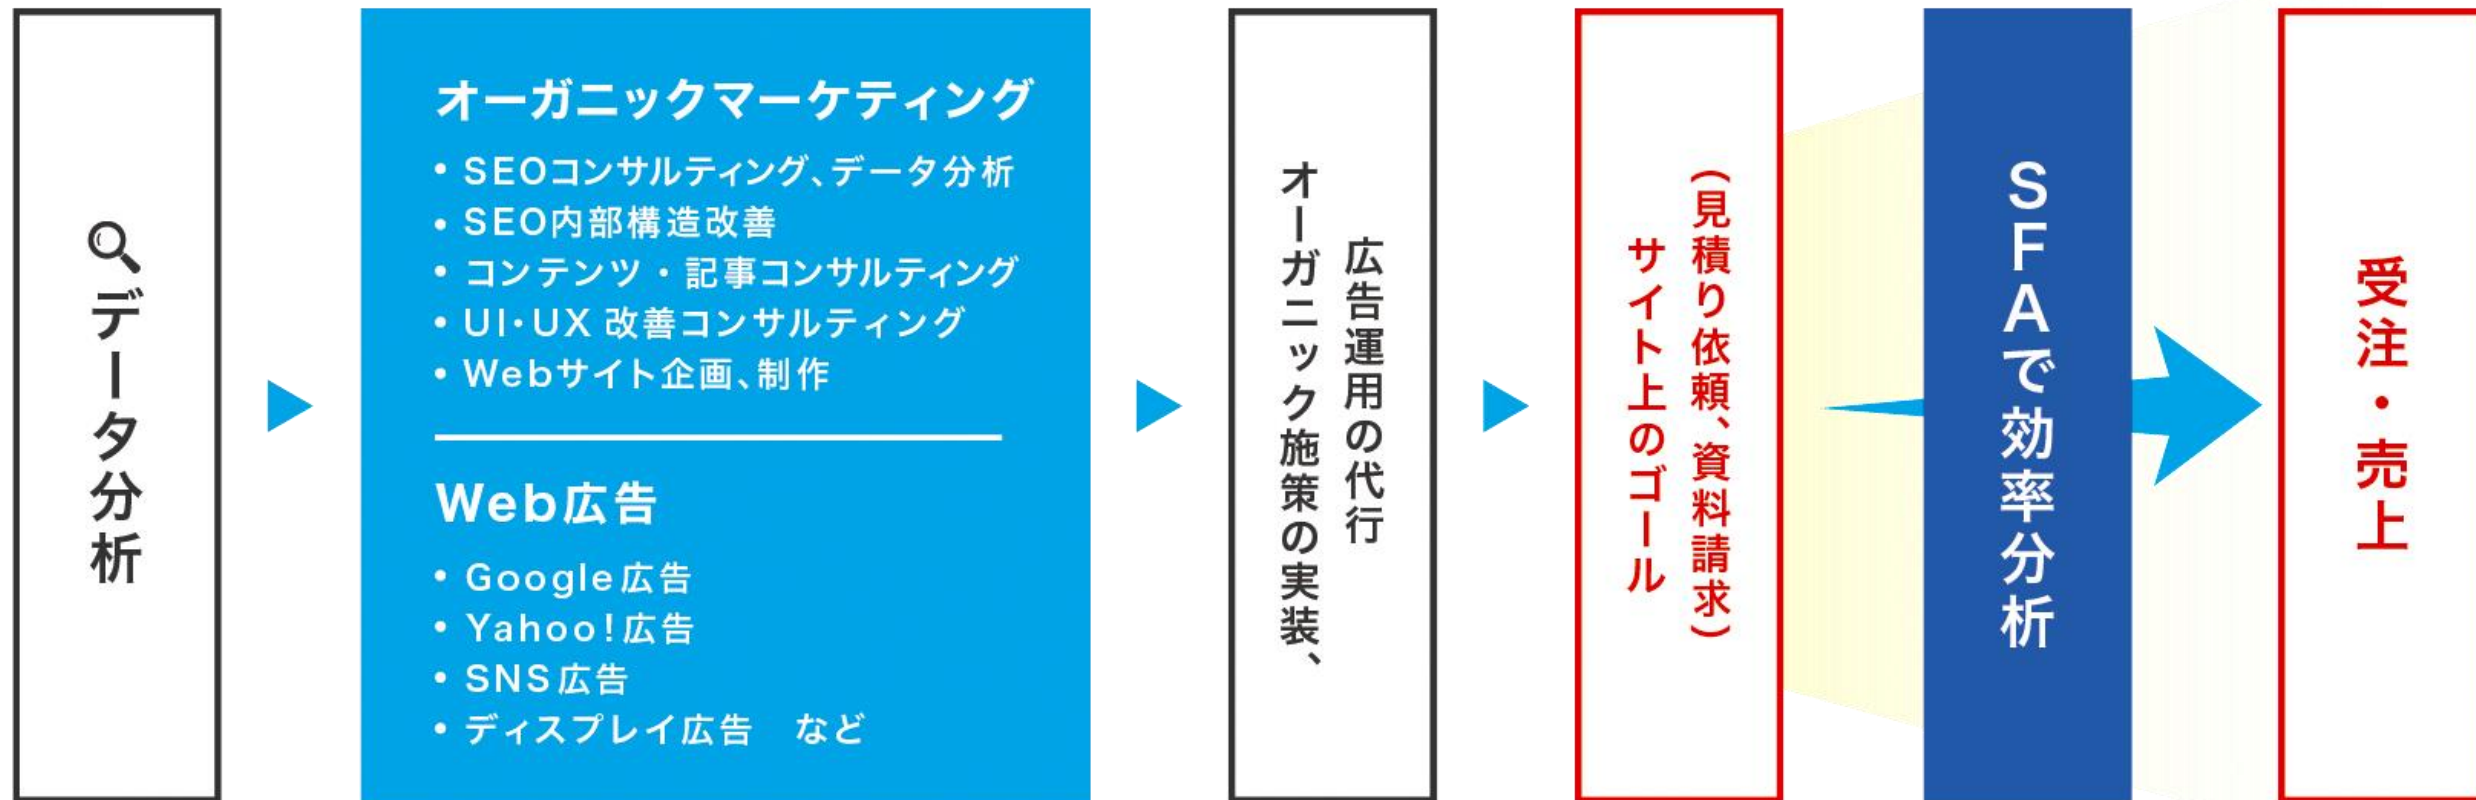 データ分析
オーガニックマーケティング
• SEOコンサルティング、データ分析
• SEO内部構造改善
• コンテンツ・記事コンサルティング
• UI・UX 改善コンサルティング
• Webサイト企画、制作
Web広告
• Google広告
• Yahoo!広告
• SNS広告
• ディスプレイ広告　など
オーガニック施策の実装、
広告運用の代行
サイト上のゴール
(見積り依頼、資料請求)
SFAで効率分析
受注・売上